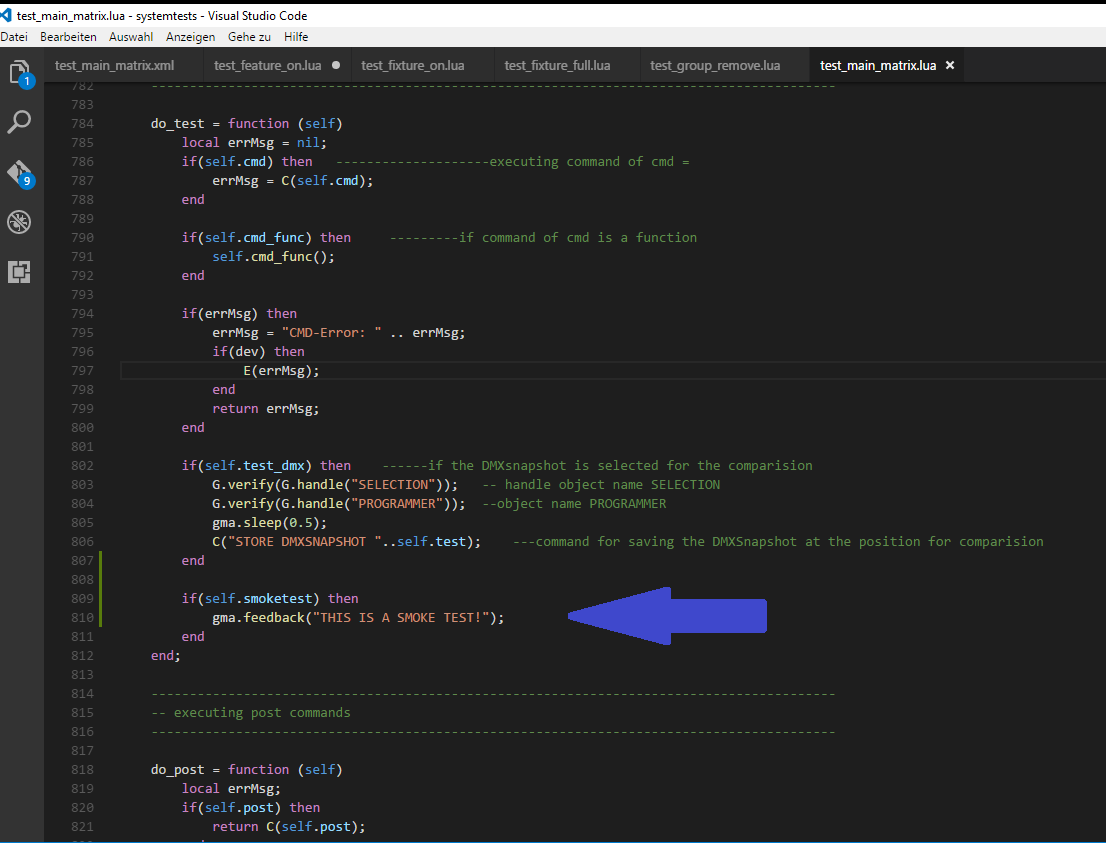 test_main_matrix.lua - systemtests - Visual Studio Code
Datei Bearbeiten Auswahl Anzeigen Gehe zu Hilfe
1 test_main_matrix.xml test_feature_on.lua test_fixture_on.lua test_fixture_full.lua test_group_remove.lua test_main_matrix.lua
9
782 -----------------------------------------------------------------------------------------
783
784 do_test = function (self)
785 local errMsg = nil;
786 if(self.cmd) then --------------------executing command of cmd =
787 errMsg = C(self.cmd);
788 end
789
790 if(self.cmd_func) then ---------if command of cmd is a function
791 self.cmd_func();
792 end
793
794 if(errMsg) then
795 errMsg = "CMD-Error: " .. errMsg;
796 if(dev) then
797 E(errMsg);
798 end
799 return errMsg;
800 end
801
802 if(self.test_dmx) then ------if the DMXsnapshot is selected for the comparision
803 G.verify(G.handle("SELECTION")); -- handle object name SELECTION
804 G.verify(G.handle("PROGRAMMER")); --object name PROGRAMMER
805 gma.sleep(0.5);
806 C("STORE DMXSNAPSHOT "..self.test); ---command for saving the DMXSnapshot at the position for comparision
807 end
808
809 if(self.smoketest) then
810 gma.feedback("THIS IS A SMOKE TEST!");
811 end
812 end;
813
814 -----------------------------------------------------------------------------------------
815 -- executing post commands
816 -----------------------------------------------------------------------------------------
817
818 do_post = function (self)
819 local errMsg;
820 if(self.post) then
821 return C(self.post);